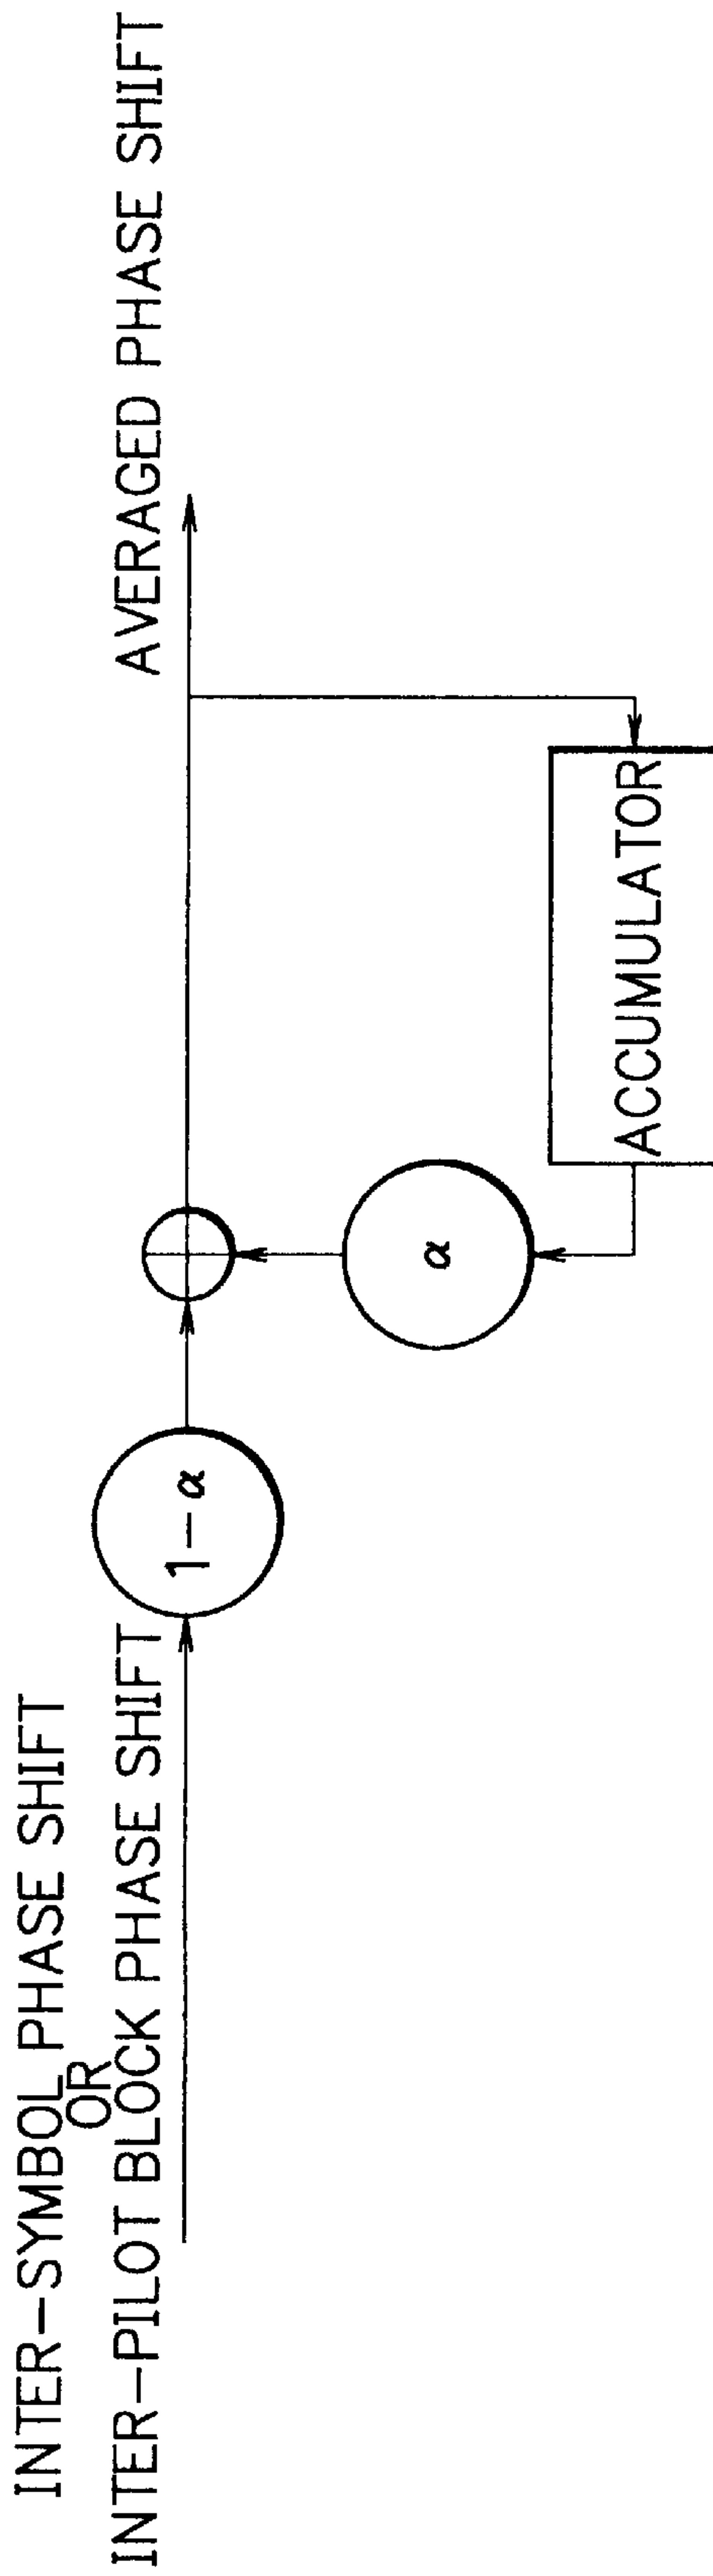 INTER-SYMBOL PHASE SHIFT
OR
INTER-PILOT BLOCK PHASE SHIFT
1-α
α
ACCUMULATOR
AVERAGED PHASE SHIFT